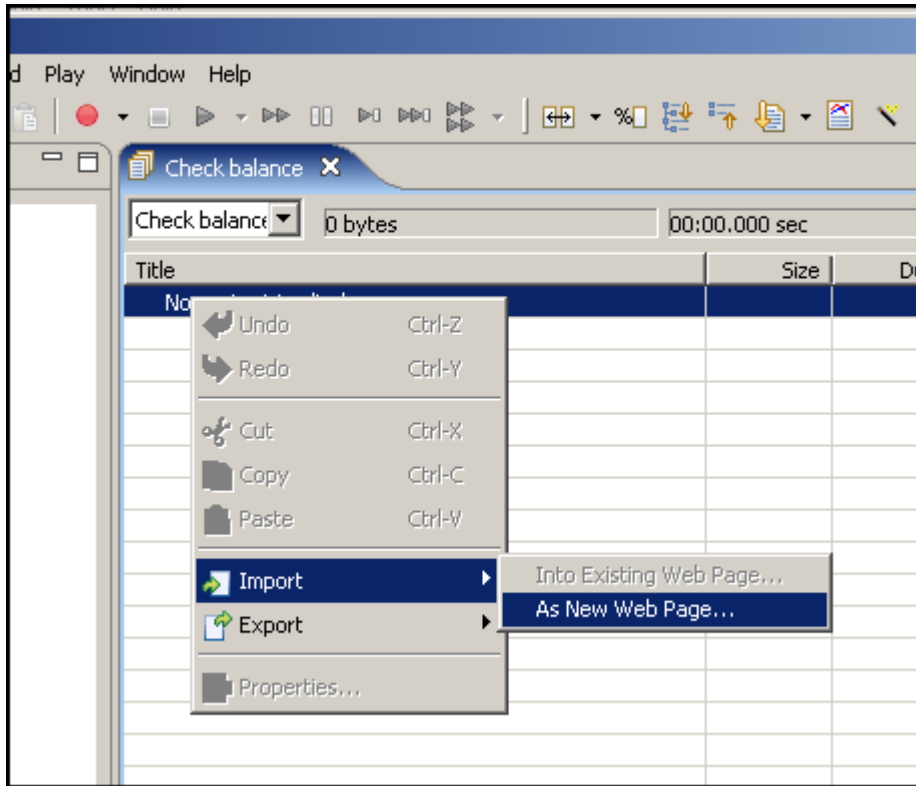 d Play Window Help
Check balance
Check balance 0 bytes 00:00.000 sec
Title Size
No
Undo Ctrl-Z
Redo Ctrl-Y
Cut Ctrl-X
Copy Ctrl-C
Paste Ctrl-V
Import
Into Existing Web Page...
As New Web Page...
Export
Properties...